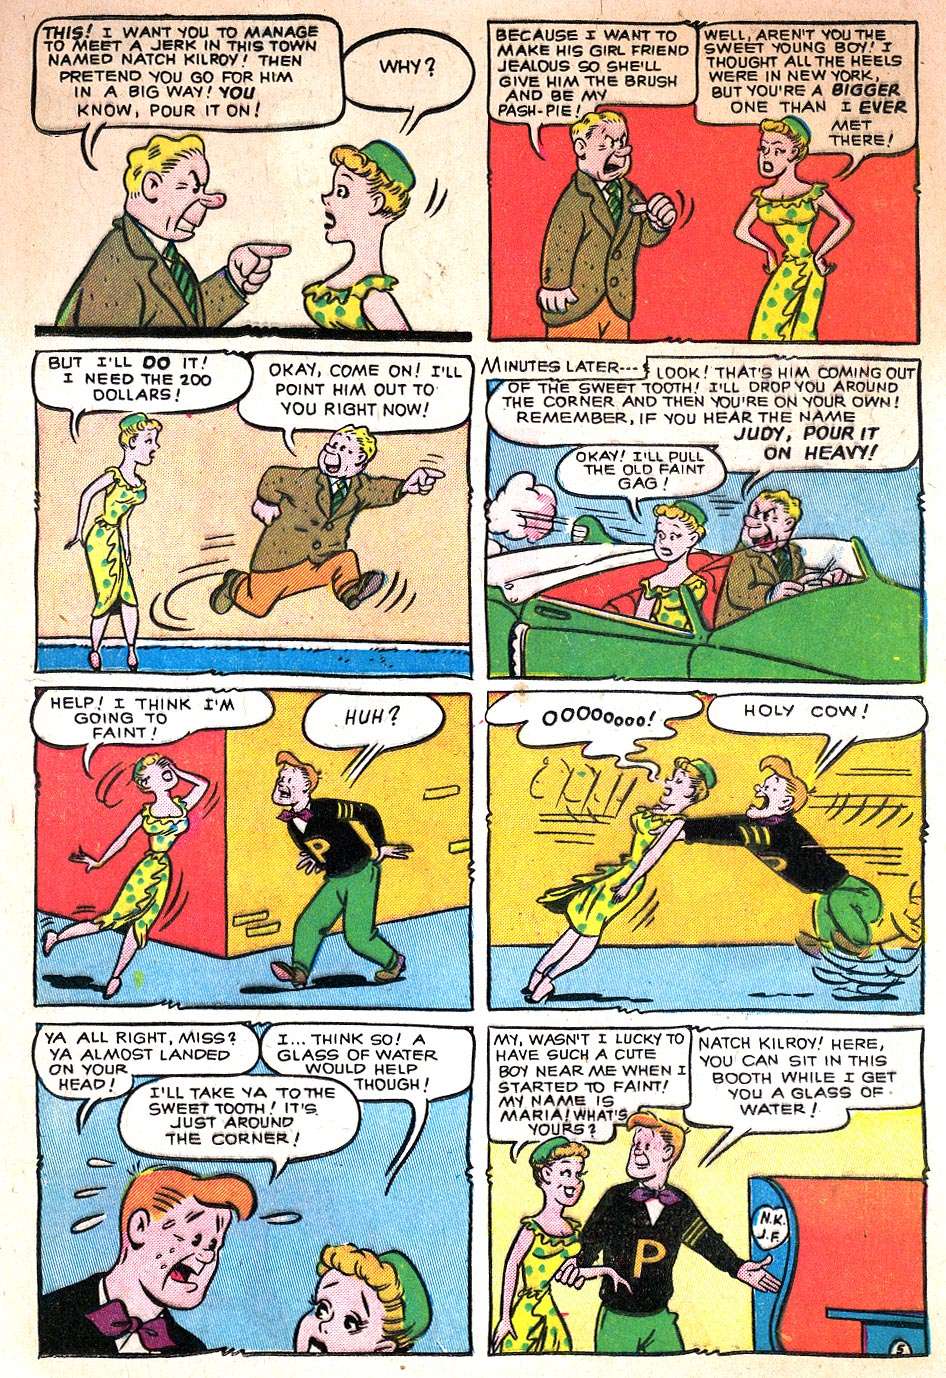 THIS! I WANT YOU TO MANAGE
TO MEET A JERK IN THIS TOWN
NAMED NATCH KILROY! THEN
PRETEND YOU GO FOR HIM
IN A BIG WAY! YOU
KNOW, POUR IT ON!
WHY?
BECAUSE I WANT TO
MAKE HIS GIRL FRIEND
JEALOUS SO SHE'LL
GIVE HIM THE BRUSH
AND BE MY
PASH-PIE!
WELL, AREN'T YOU THE
SWEET YOUNG BOY! I
THOUGHT ALL THE HEELS
WERE IN NEW YORK,
BUT YOU'RE A BIGGER
ONE THAN I EVER
MET
THERE!
BUT I'LL DO IT!
I NEED THE 200
DOLLARS!
OKAY, COME ON! I'LL
POINT HIM OUT TO
YOU RIGHT NOW!
MINUTES LATER---
LOOK! THAT'S HIM COMING OUT
OF THE SWEET TOOTH! I'LL DROP YOU AROUND
THE CORNER AND THEN YOU'RE ON YOUR OWN!
REMEMBER, IF YOU HEAR THE NAME
JUDY, POUR IT
ON HEAVY!
OKAY! I'LL PULL
THE OLD FAINT
GAG!
HELP! I THINK I'M
GOING TO
FAINT!
HUH?
P
OOOOoooo!
HOLY COW!
P
YA ALL RIGHT, MISS?
YA ALMOST LANDED
ON YOUR
HEAD!
I... THINK SO! A
GLASS OF WATER
WOULD HELP
THOUGH!
I'LL TAKE YA TO THE
SWEET TOOTH! IT'S
JUST AROUND
THE CORNER!
MY, WASN'T I LUCKY TO
HAVE SUCH A CUTE
BOY NEAR ME WHEN I
STARTED TO FAINT!
MY NAME IS
MARIA! WHAT'S
YOURS?
NATCH KILROY! HERE,
YOU CAN SIT IN THIS
BOOTH WHILE I GET
YOU A GLASS OF
WATER!
P
N.K.
J.F.
5